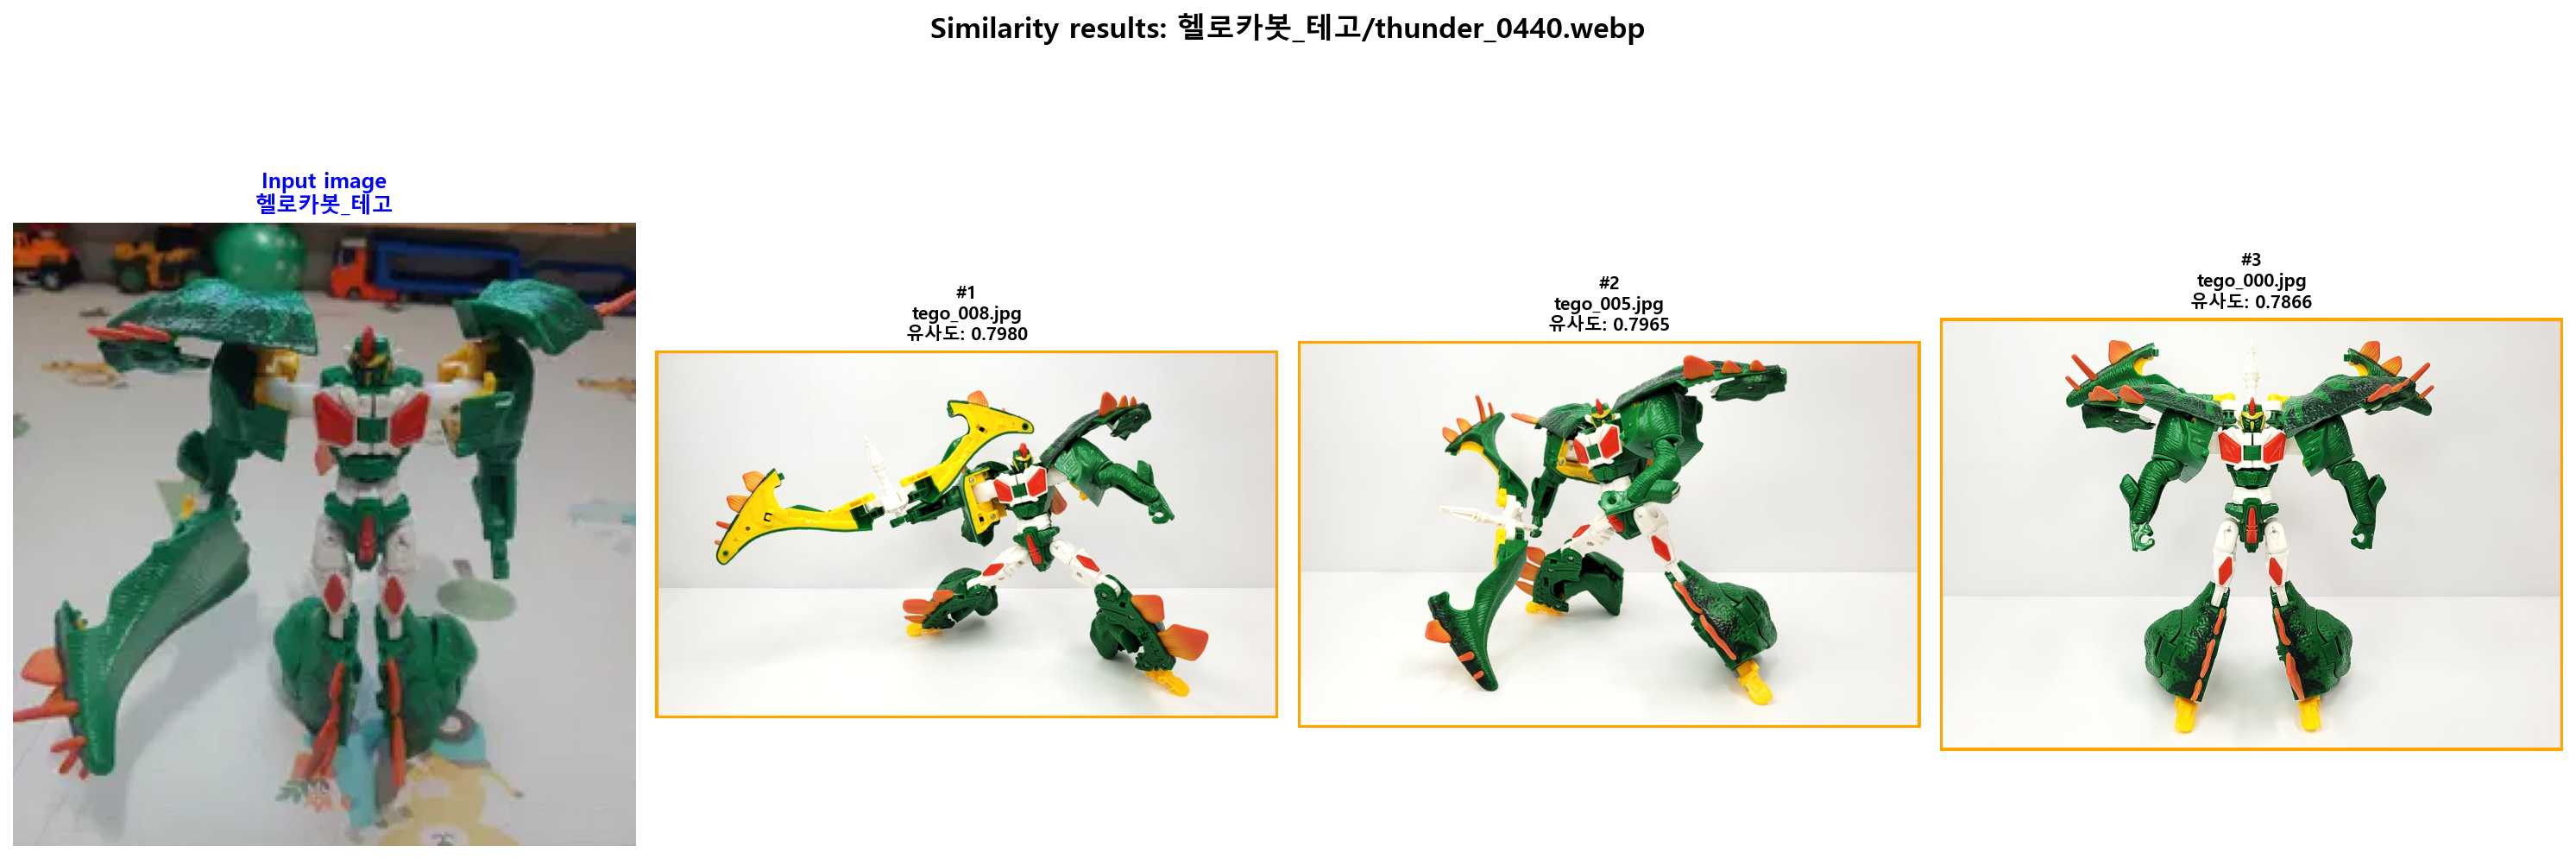 Similarity results: 헬로카봇_테고/thunder_0440.webp
Input image
헬로카봇_테고
#1
tego_008.jpg
유사도: 0.7980
#2
tego_005.jpg
유사도: 0.7965
#3
tego_000.jpg
유사도: 0.7866